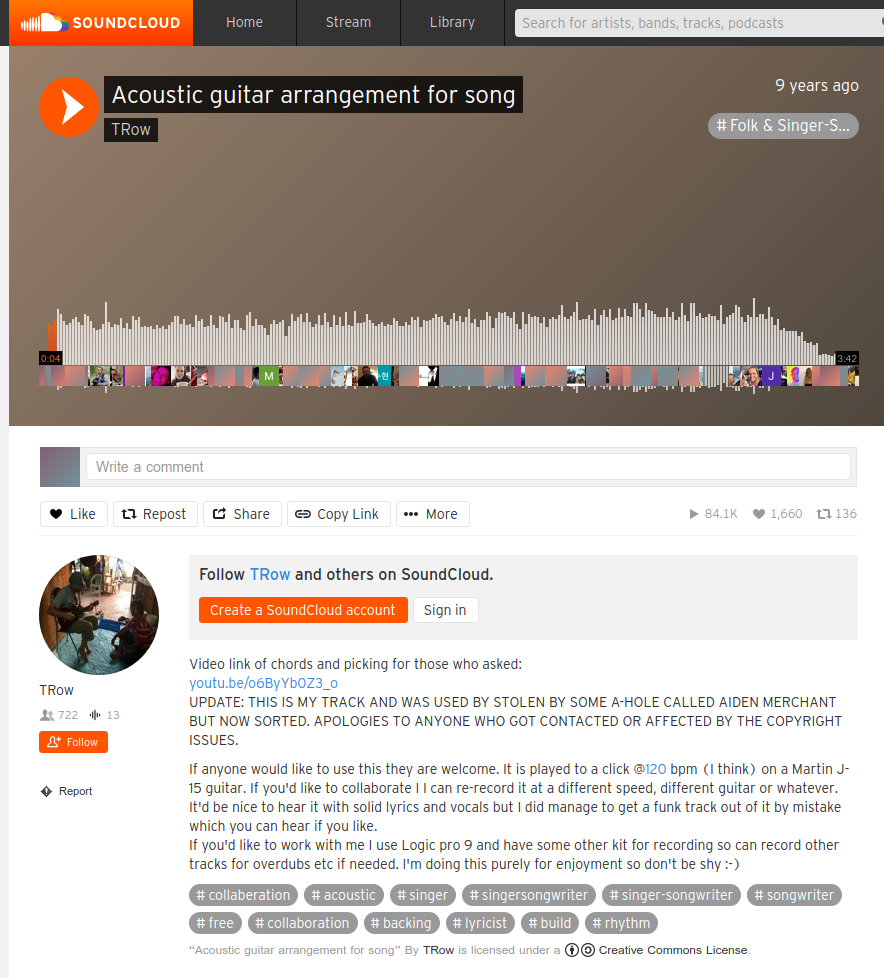 SOUNDCLOUD
Home
Stream
Library
Search for artists, bands, tracks, podcasts
Acoustic guitar arrangement for song
TRow
9 years ago
# Folk & Singer-S...
0:04
3:42
M
현
J
Write a comment
Like
Repost
Share
Copy Link
More
84.1K
1,660
136
Follow TRow and others on SoundCloud.
Create a SoundCloud account
Sign in
TRow
722
13
Follow
Report
Video link of chords and picking for those who asked:
youtu.be/o6ByYb0Z3_o
UPDATE: THIS IS MY TRACK AND WAS USED BY STOLEN BY SOME A-HOLE CALLED AIDEN MERCHANT
BUT NOW SORTED. APOLOGIES TO ANYONE WHO GOT CONTACTED OR AFFECTED BY THE COPYRIGHT
ISSUES.
If anyone would like to use this they are welcome. It is played to a click @120 bpm (I think) on a Martin J-
15 guitar. If you'd like to collaborate I I can re-record it at a different speed, different guitar or whatever.
It'd be nice to hear it with solid lyrics and vocals but I did manage to get a funk track out of it by mistake
which you can hear if you like.
If you'd like to work with me I use Logic pro 9 and have some other kit for recording so can record other
tracks for overdubs etc if needed. I'm doing this purely for enjoyment so don't be shy :-)
# collaberation # acoustic # singer # singersongwriter # singer-songwriter # songwriter
# free # collaboration # backing # lyricist # build # rhythm
“Acoustic guitar arrangement for song” By TRow is licensed under a Creative Commons License.